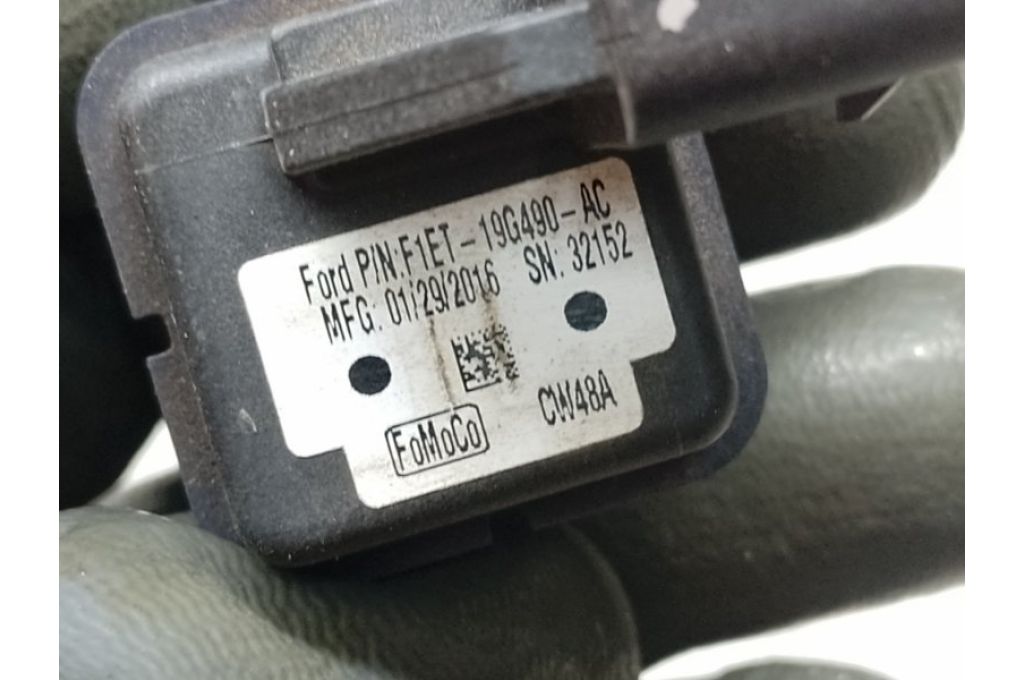 Ford P/N:F1ET-19G490-AC
MFG: 01/29/2016 SN: 32152
FoMoCo CW48A